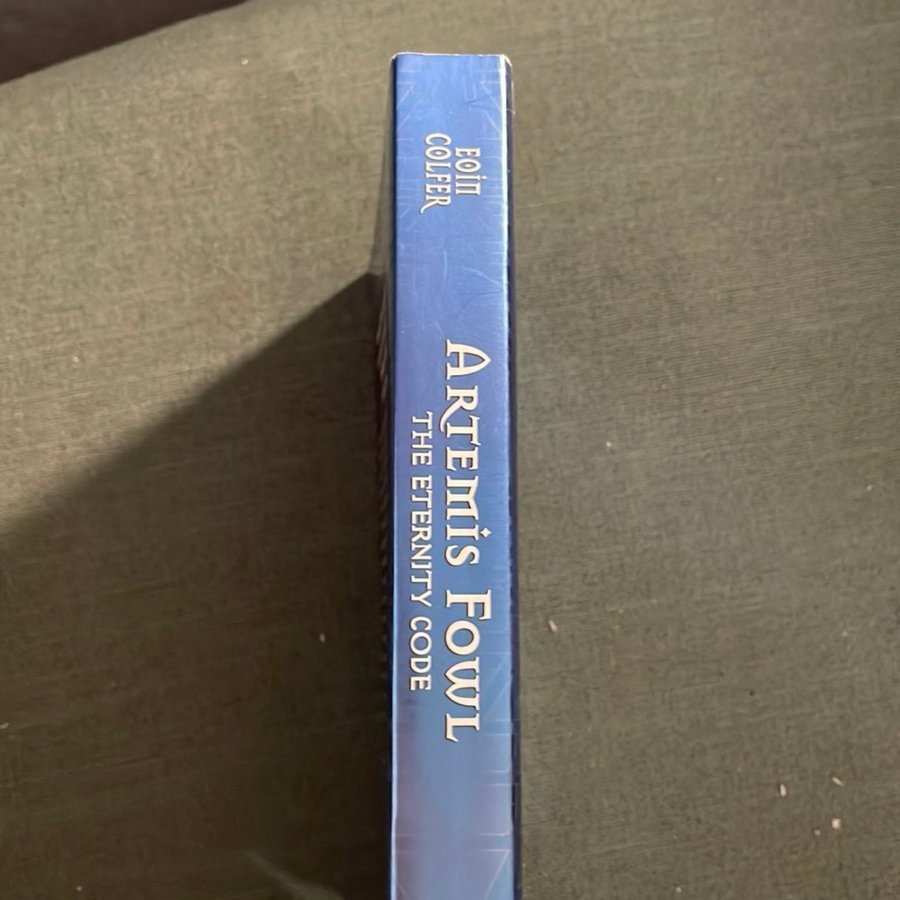 EOIN
COLFER
ARTEMIS FOWL
THE ETERNITY CODE